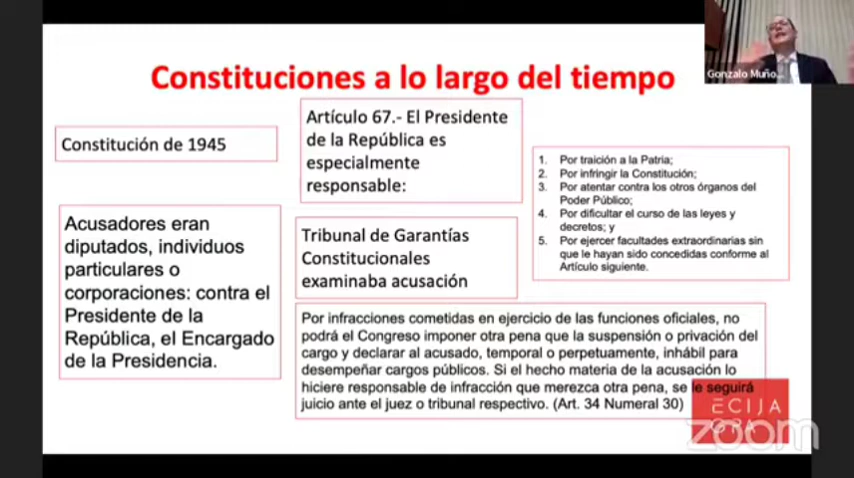 Constituciones a lo largo del tiempo
Gonzalo Muño...
Constitución de 1945
Artículo 67.- El Presidente
de la República es
especialmente
responsable:
1. Por traición a la Patria;
2. Por infringir la Constitución;
3. Por atentar contra los otros órganos del
Poder Público;
4. Por dificultar el curso de las leyes y
decretos; y
5. Por ejercer facultades extraordinarias sin
que le hayan sido concedidas conforme al
Artículo siguiente.
Acusadores eran
diputados, individuos
particulares o
corporaciones: contra el
Presidente de la
República, el Encargado
de la Presidencia.
Tribunal de Garantías
Constitucionales
examinaba acusación
Por infracciones cometidas en ejercicio de las funciones oficiales, no
podrá el Congreso imponer otra pena que la suspensión o privación del
cargo y declarar al acusado, temporal o perpetuamente, inhábil para
desempeñar cargos públicos. Si el hecho materia de la acusación lo
hiciere responsable de infracción que merezca otra pena, se le seguirá
juicio ante el juez o tribunal respectivo. (Art. 34 Numeral 30)
ECIJA
zoom